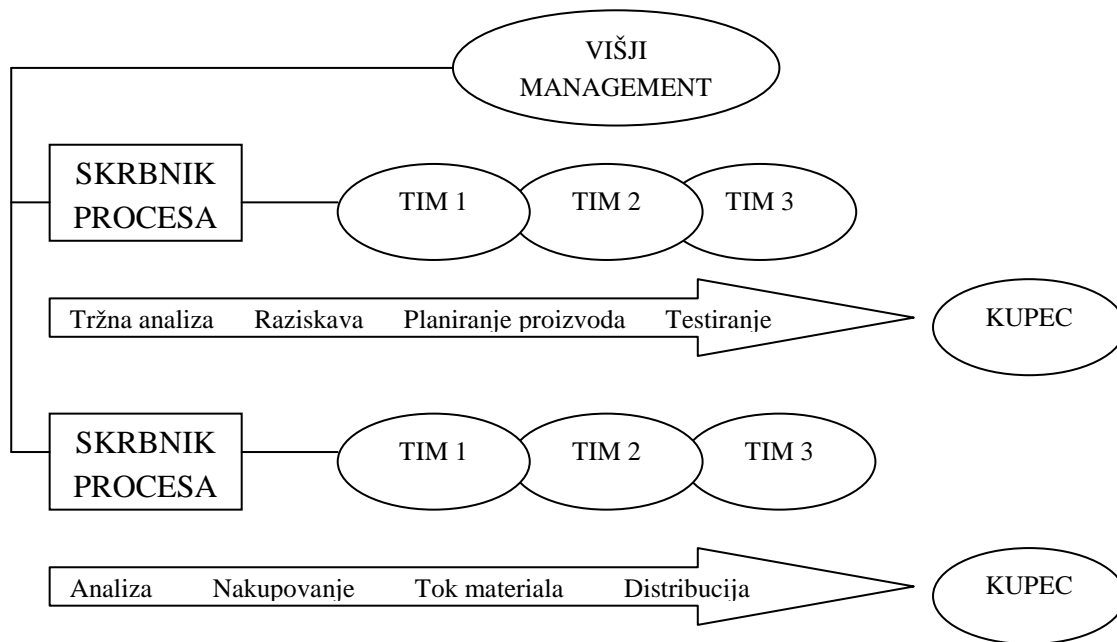 VIŠJI
MANAGEMENT
SKRBNIK
PROCESA
TIM 1
TIM 2
TIM 3
Tržna analiza Raziskava Planiranje proizvoda Testiranje
KUPEC
SKRBNIK
PROCESA
TIM 1
TIM 2
TIM 3
Analiza Nakupovanje Tok materiala Distribucija
KUPEC